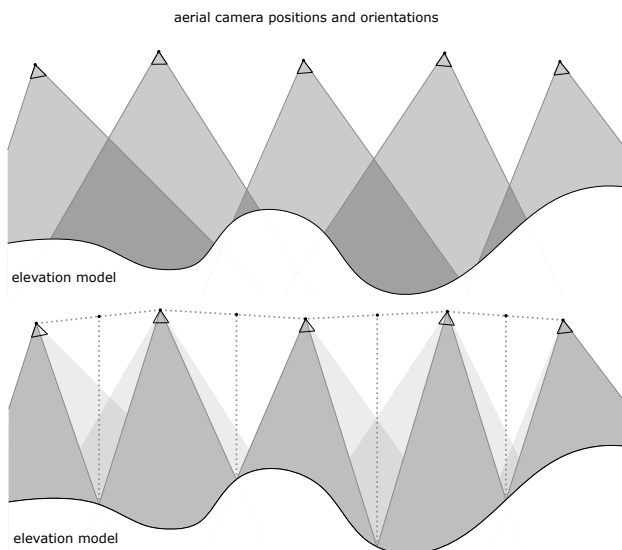 aerial camera positions and orientations
elevation model
elevation model